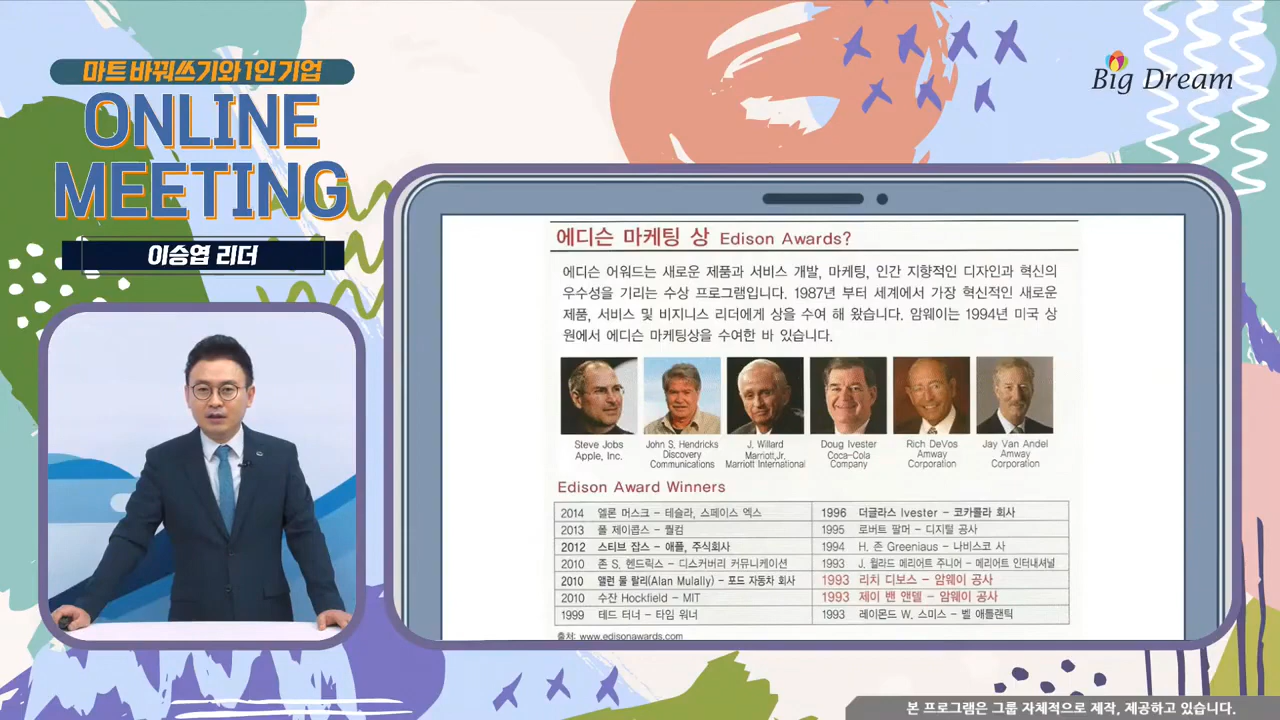 마트 바꿔쓰기와 1인 기업
ONLINE
MEETING
이승엽 리더
Big Dream
에디슨 마케팅 상 Edison Awards?
에디슨 어워드는 새로운 제품과 서비스 개발, 마케팅, 인간 지향적인 디자인과 혁신의
우수성을 기리는 수상 프로그램입니다. 1987년 부터 세계에서 가장 혁신적인 새로운
제품, 서비스 및 비지니스 리더에게 상을 수여 해 왔습니다. 암웨이는 1994년 미국 상
원에서 에디슨 마케팅상을 수여한 바 있습니다.
Steve Jobs
Apple, Inc.
John S. Hendricks
Discovery
Communications
J. Willard
Marriott,Jr.
Marriott International
Doug Ivester
Coca-Cola
Company
Rich DeVos
Amway
Corporation
Jay Van Andel
Amway
Corporation
Edison Award Winners
2014 엘론 머스크 - 테슬라, 스페이스 엑스
2013 폴 제이콥스 - 퀄컴
2012 스티브 잡스 - 애플, 주식회사
2010 존 S. 헨드릭스 - 디스커버리 커뮤니케이션
2010 앨런 물 랄리(Alan Mulally) - 포드 자동차 회사
2010 수잔 Hockfield - MIT
1999 테드 터너 - 타임 워너
1996 더글라스 Ivester - 코카콜라 회사
1995 로버트 팔머 - 디지털 공사
1994 H. 존 Greeniaus - 나비스코 사
1993 J. 윌라드 메리어트 주니어 - 메리어트 인터내셔널
1993 리치 디보스 - 암웨이 공사
1993 제이 밴 앤델 - 암웨이 공사
1993 레이몬드 W. 스미스 - 벨 애틀랜틱
출처: www.edisonawards.com
본 프로그램은 그룹 자체적으로 제작, 제공하고 있습니다.